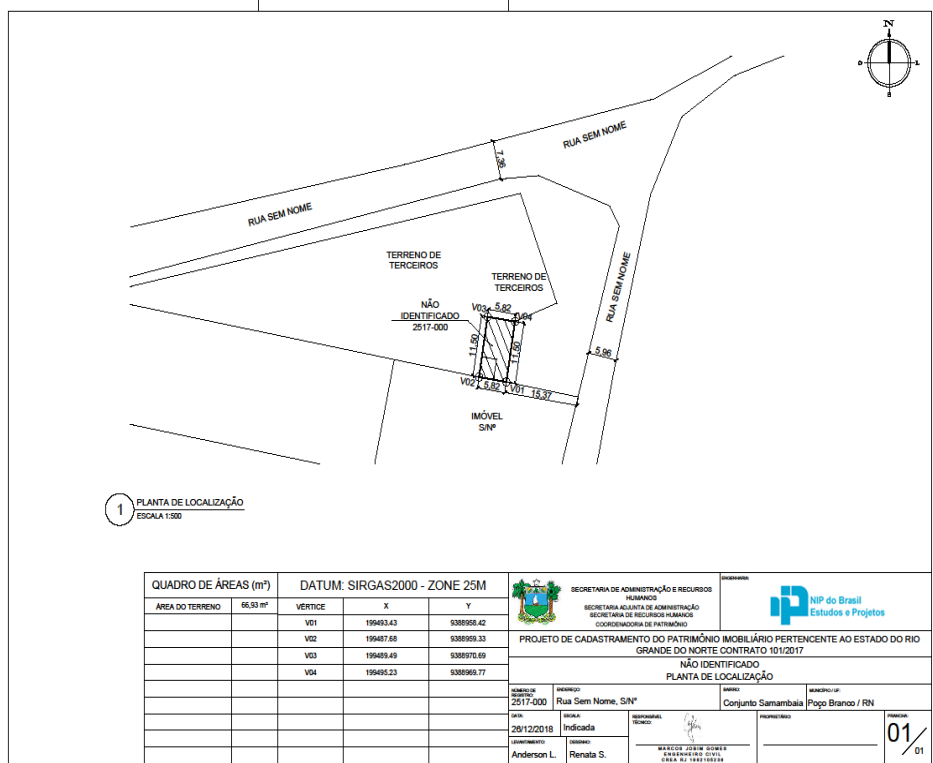 N
O
L
S
RUA SEM NOME
7,36
RUA SEM NOME
TERRENO DE
TERCEIROS
TERRENO DE
TERCEIROS
RUA SEM NOME
NÃO
IDENTIFICADO
2517-000
V03
5,82
V04
11,50
11,50
5,96
V02
5,82
V01
15,37
IMÓVEL
S/Nº
1
PLANTA DE LOCALIZAÇÃO
ESCALA 1:500
QUADRO DE ÁREAS (m²)
ÁREA DO TERRENO 66,93 m²
DATUM: SIRGAS2000 - ZONE 25M
VÉRTICE X Y
V01 199493.43 9388958.42
V02 199487.68 9388959.33
V03 199489.49 9388970.69
V04 199495.23 9388969.77
SECRETARIA DE ADMINISTRAÇÃO E RECURSOS
HUMANOS
SECRETARIA ADJUNTA DE ADMINISTRAÇÃO
SECRETARIA DE RECURSOS HUMANOS
COORDENADORIA DE PATRIMÔNIO
ENGENHARIA:
NIP do Brasil
Estudos e Projetos
PROJETO DE CADASTRAMENTO DO PATRIMÔNIO IMOBILIÁRIO PERTENCENTE AO ESTADO DO RIO
GRANDE DO NORTE CONTRATO 101/2017
NÃO IDENTIFICADO
PLANTA DE LOCALIZAÇÃO
NÚMERO DE
REGISTRO:
2517-000
ENDEREÇO:
Rua Sem Nome, S/Nº
BAIRRO:
Conjunto Samambaia
MUNICÍPIO / UF:
Poço Branco / RN
DATA:
26/12/2018
ESCALA:
Indicada
RESPONSÁVEL
TÉCNICO:
MARCOS JOBIM GOMES
ENGENHEIRO CIVIL
PROPRIETÁRIO:
PRANCHA:
01/01
LEVANTAMENTO:
Anderson L.
DESENHO:
Renata S.